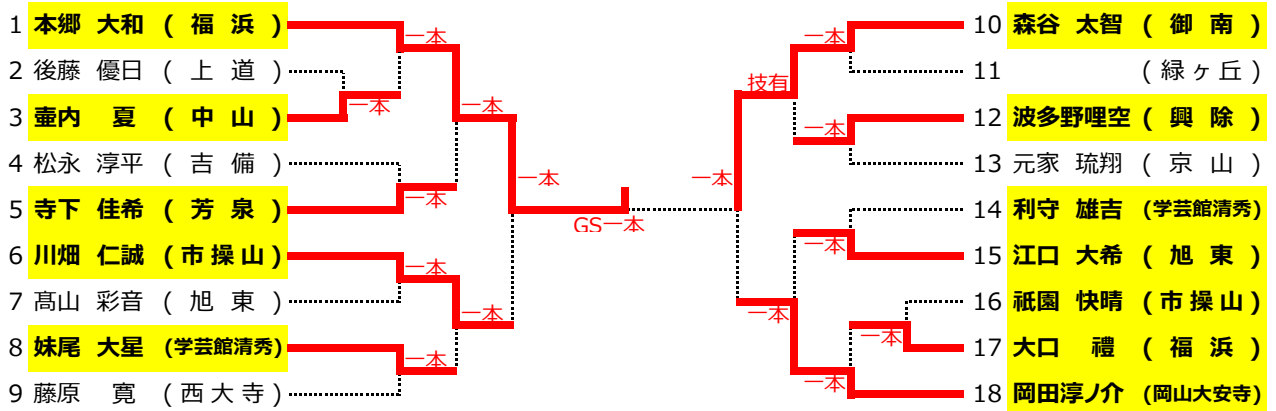 1 本郷 大和 ( 福 浜 )
2 後藤 優日 ( 上 道 )
3 壷内 夏 ( 中 山 )
4 松永 淳平 ( 吉 備 )
5 寺下 佳希 ( 芳 泉 )
6 川畑 仁誠 ( 市 操 山 )
7 髙山 彩音 ( 旭 東 )
8 妹尾 大星 (学芸館清秀)
9 藤原 寛 ( 西 大 寺 )
一本
一本
一本
一本
一本
一本
一本
一本
GS一本
一本
技有
一本
一本
一本
一本
一本
一本
10 森谷 太智 ( 御 南 )
11 ( 緑 ヶ 丘 )
12 波多野哩空 ( 興 除 )
13 元家 琉翔 ( 京 山 )
14 利守 雄吉 (学芸館清秀)
15 江口 大希 ( 旭 東 )
16 祇園 快晴 ( 市 操 山 )
17 大口 禮 ( 福 浜 )
18 岡田淳ノ介 (岡山大安寺)